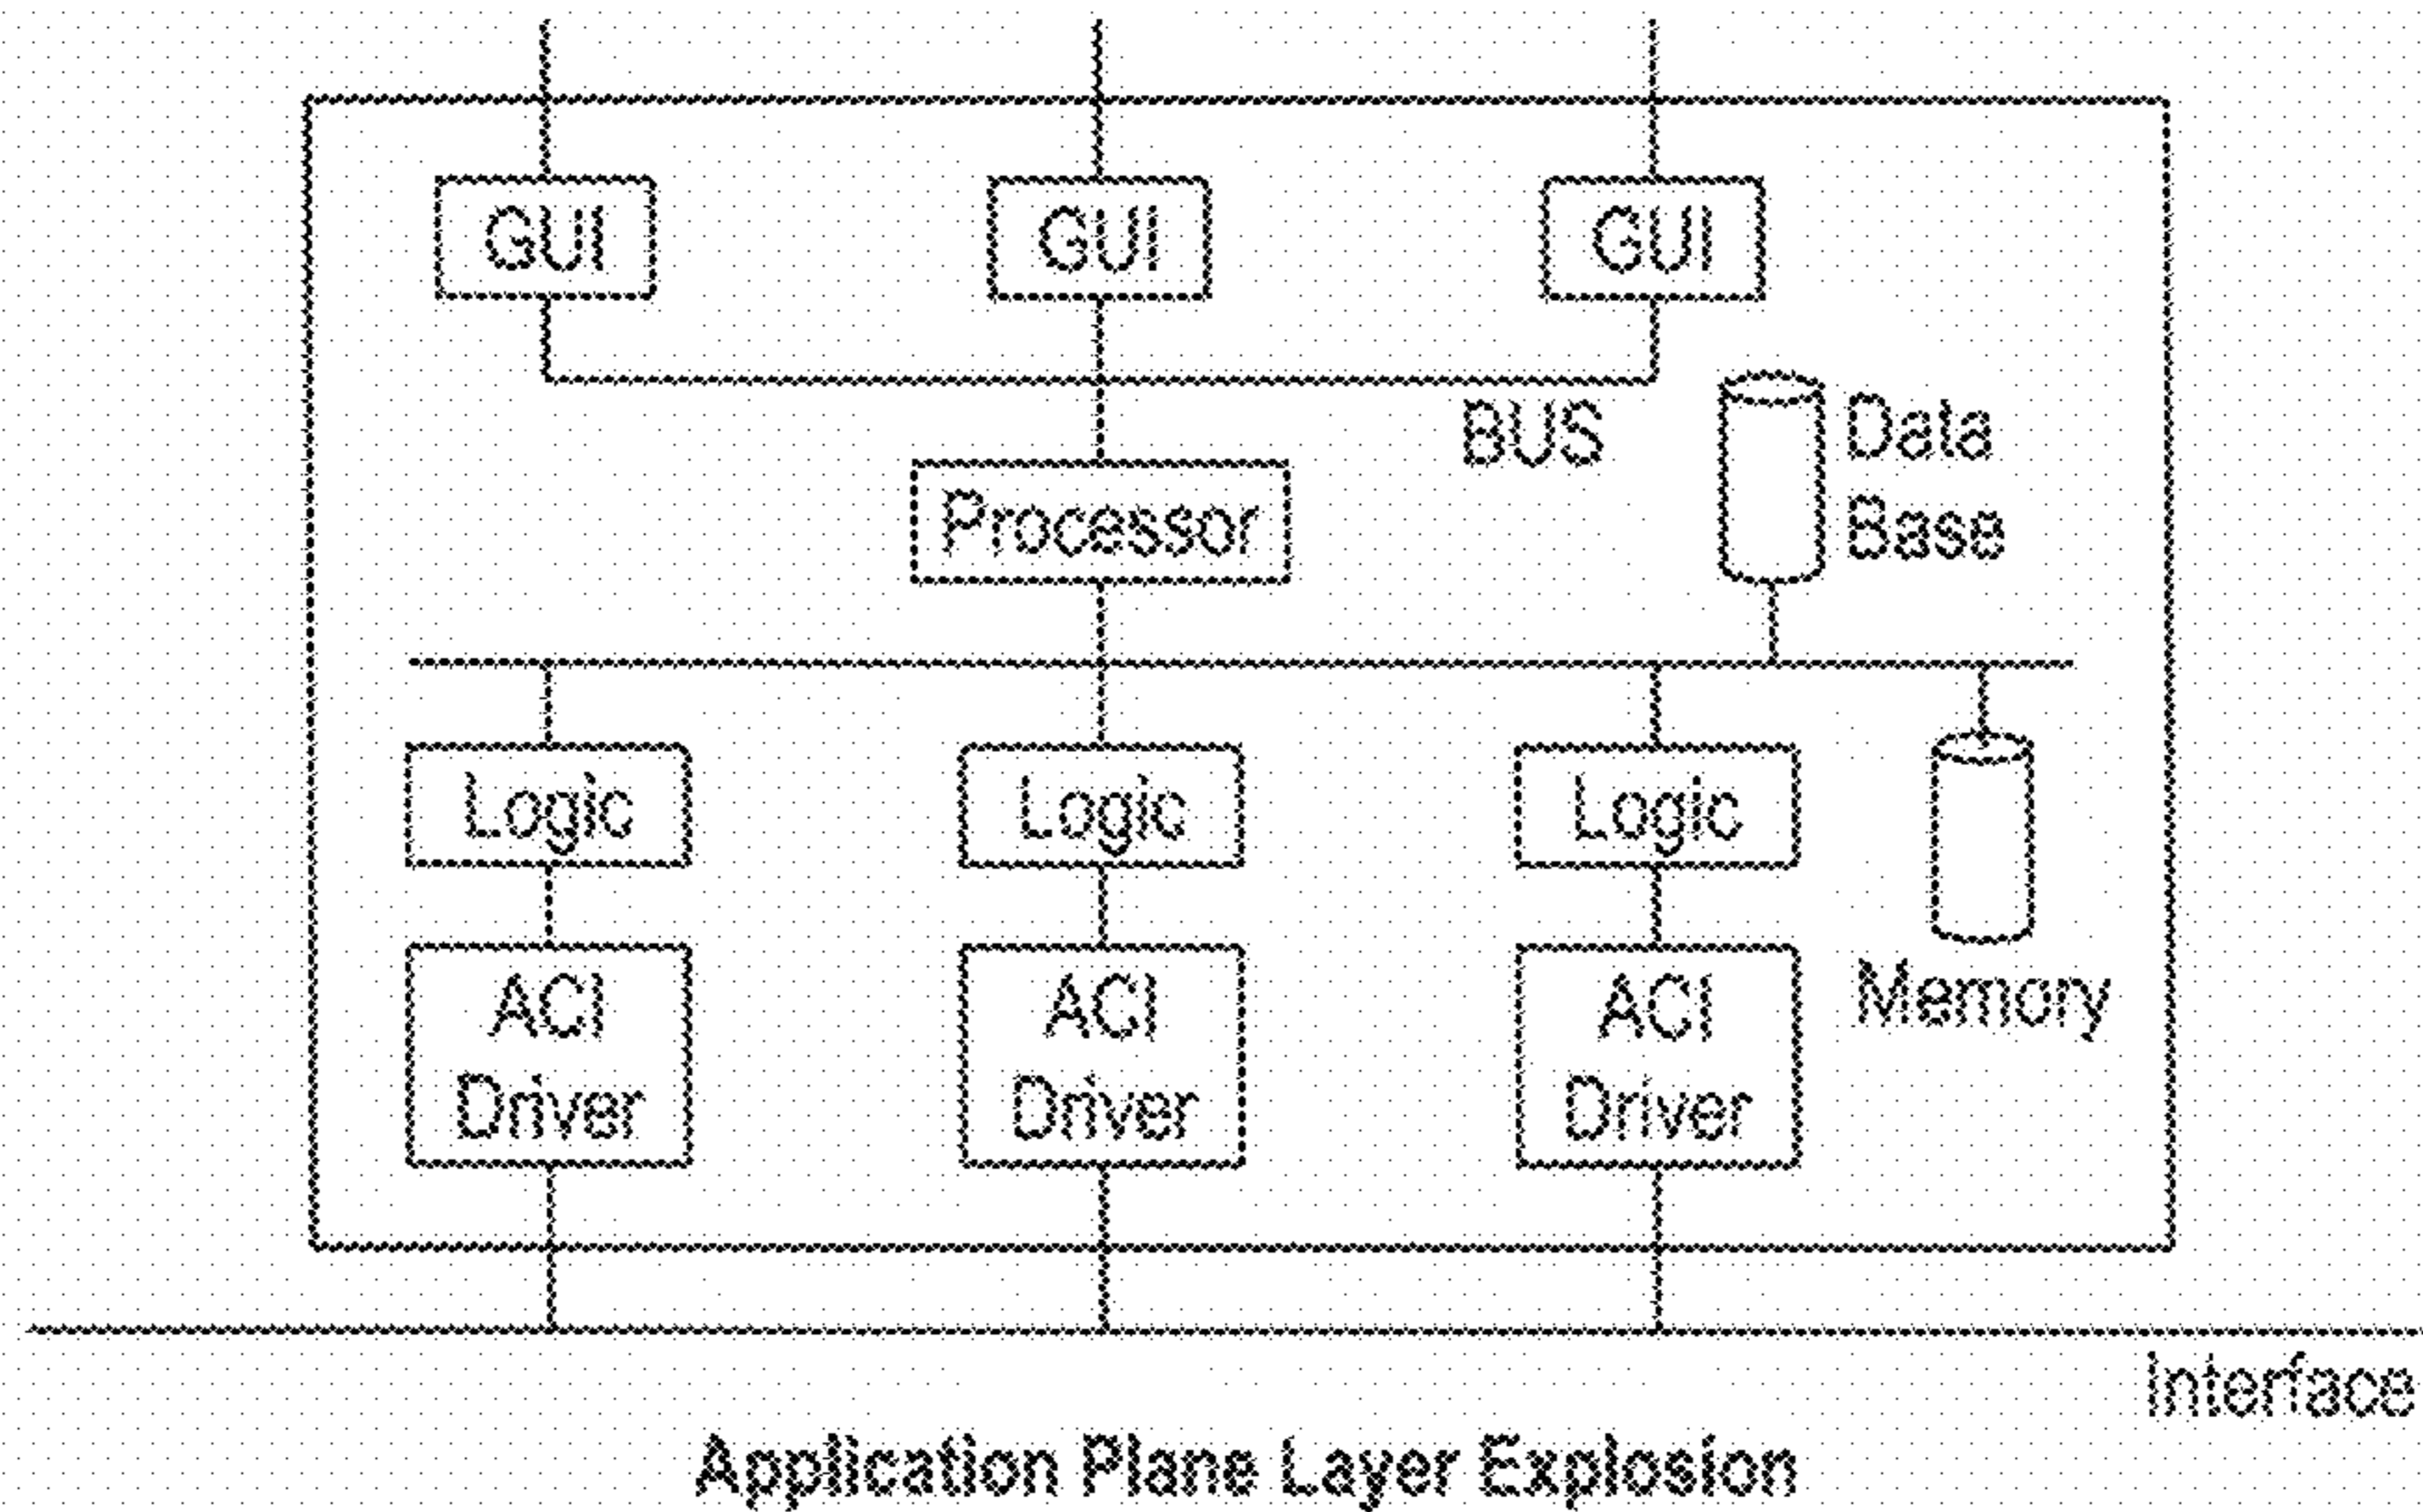 GUI GUI GUI
BUS
Data
Base
Processor
Logic Logic Logic
ACI ACI ACI
Driver Driver Driver
Memory
Interface
Application Plane Layer Explosion